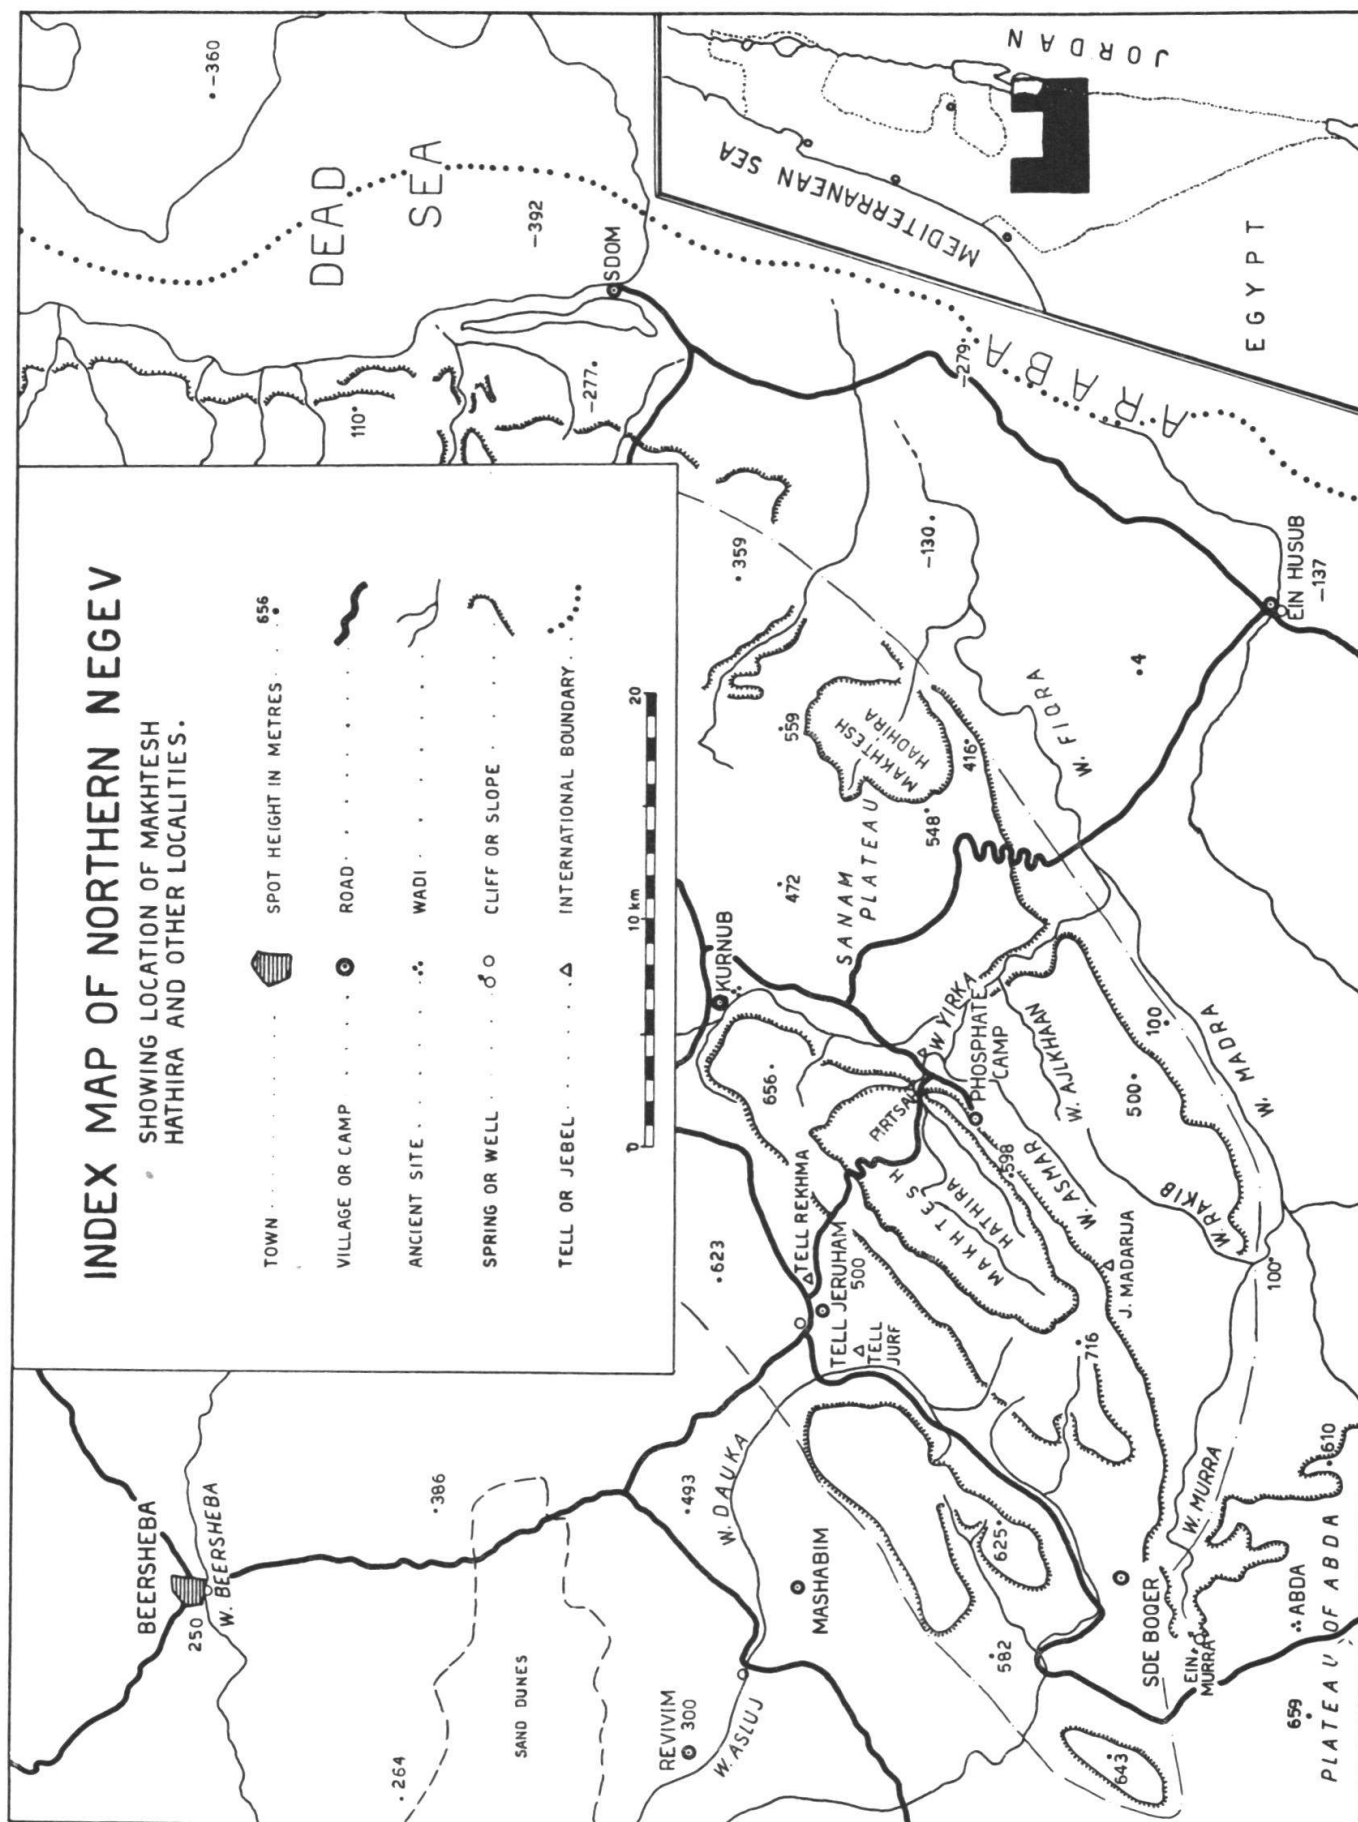 INDEX MAP OF NORTHERN NEGEV
SHOWING LOCATION OF MAKHTESH
HATHIRA AND OTHER LOCALITIES.
TOWN
SPOT HEIGHT IN METRES
656
VILLAGE OR CAMP
ROAD
ANCIENT SITE
WADI
SPRING OR WELL
CLIFF OR SLOPE
TELL OR JEBEL
INTERNATIONAL BOUNDARY
0
10 km
20
BEERSHEBA
250
W. BEERSHEBA
386
264
SAND DUNES
REVIVIM
300
W. ASLUJ
493
W. DAUKA
MASHABIM
623
TELL REKHMA
TELL JERUHAM
500
TELL
JURF
625
582
643
SDE BOQER
EIN
MURRA
W. MURRA
ABDA
659
PLATEAU OF ABDA
610
716
J. MADARIJA
100
KURNUB
656
PIRTSAH
MAKHTESH
HATHIRA
598
W. ASMAR
W. YIRKA
PHOSPHATE
CAMP
W. AJLKHAAN
500
100
W. RAKIB
W. MADRA
472
SANAM
PLATEAU
548
559
MAKHTESH
HADHIRA
416
W. FIQRA
4
359
-130
EIN HUSUB
-137
-360
DEAD
SEA
-392
SDOM
110
-277
-279
ARABA
MEDITERRANEAN SEA
JORDAN
EGYPT